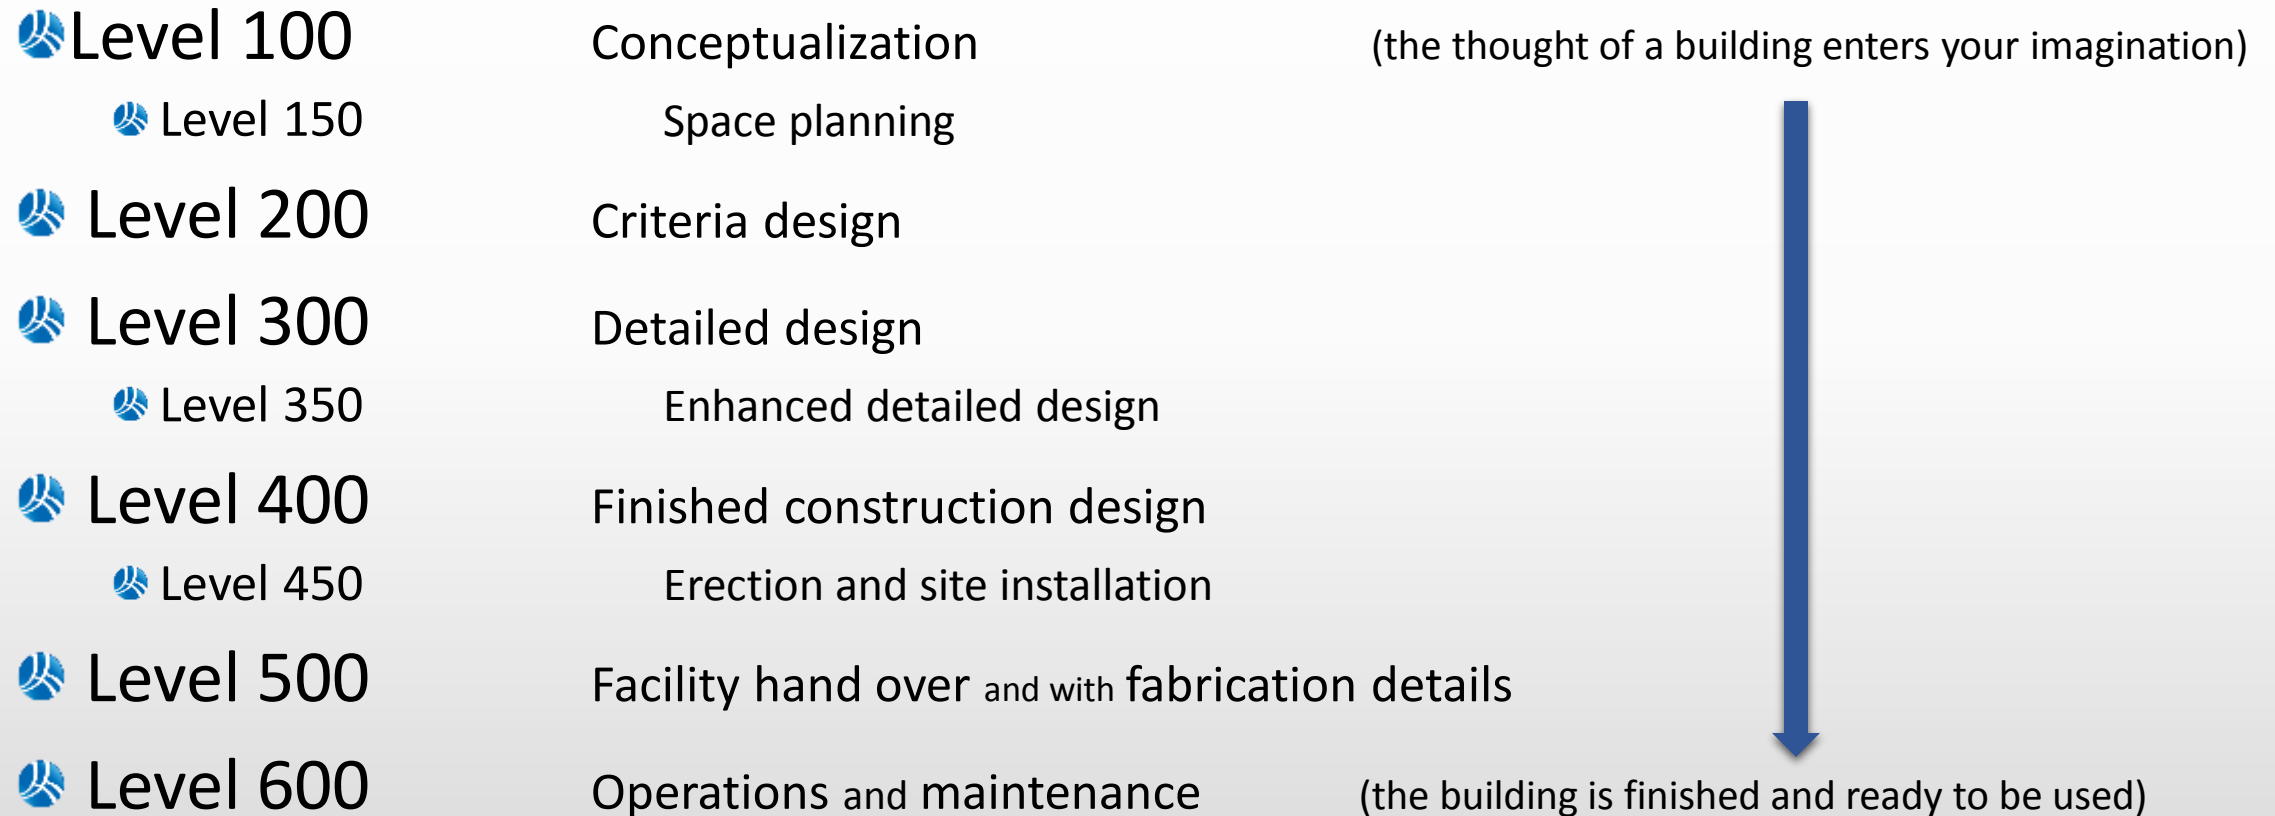 Level 100 Conceptualization (the thought of a building enters your imagination)
Level 150 Space planning
Level 200 Criteria design
Level 300 Detailed design
Level 350 Enhanced detailed design
Level 400 Finished construction design
Level 450 Erection and site installation
Level 500 Facility hand over and with fabrication details
Level 600 Operations and maintenance (the building is finished and ready to be used)